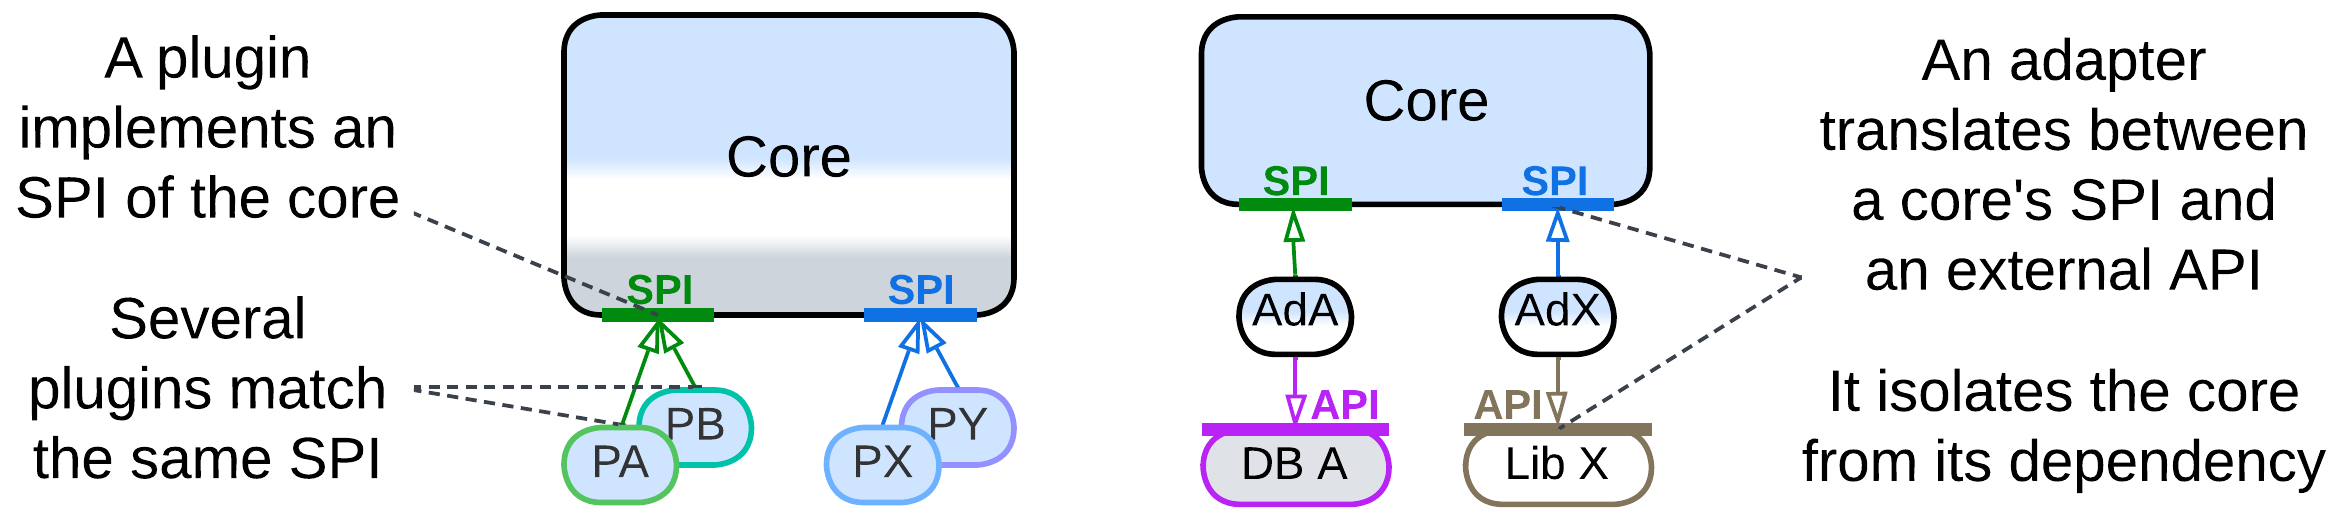 A plugin
implements an
SPI of the core
Several
plugins match
the same SPI
Core
SPI
SPI
PA
PB
PX
PY
Core
SPI
SPI
AdA
AdX
API
API
DB A
Lib X
An adapter
translates between
a core's SPI and
an external API
It isolates the core
from its dependency